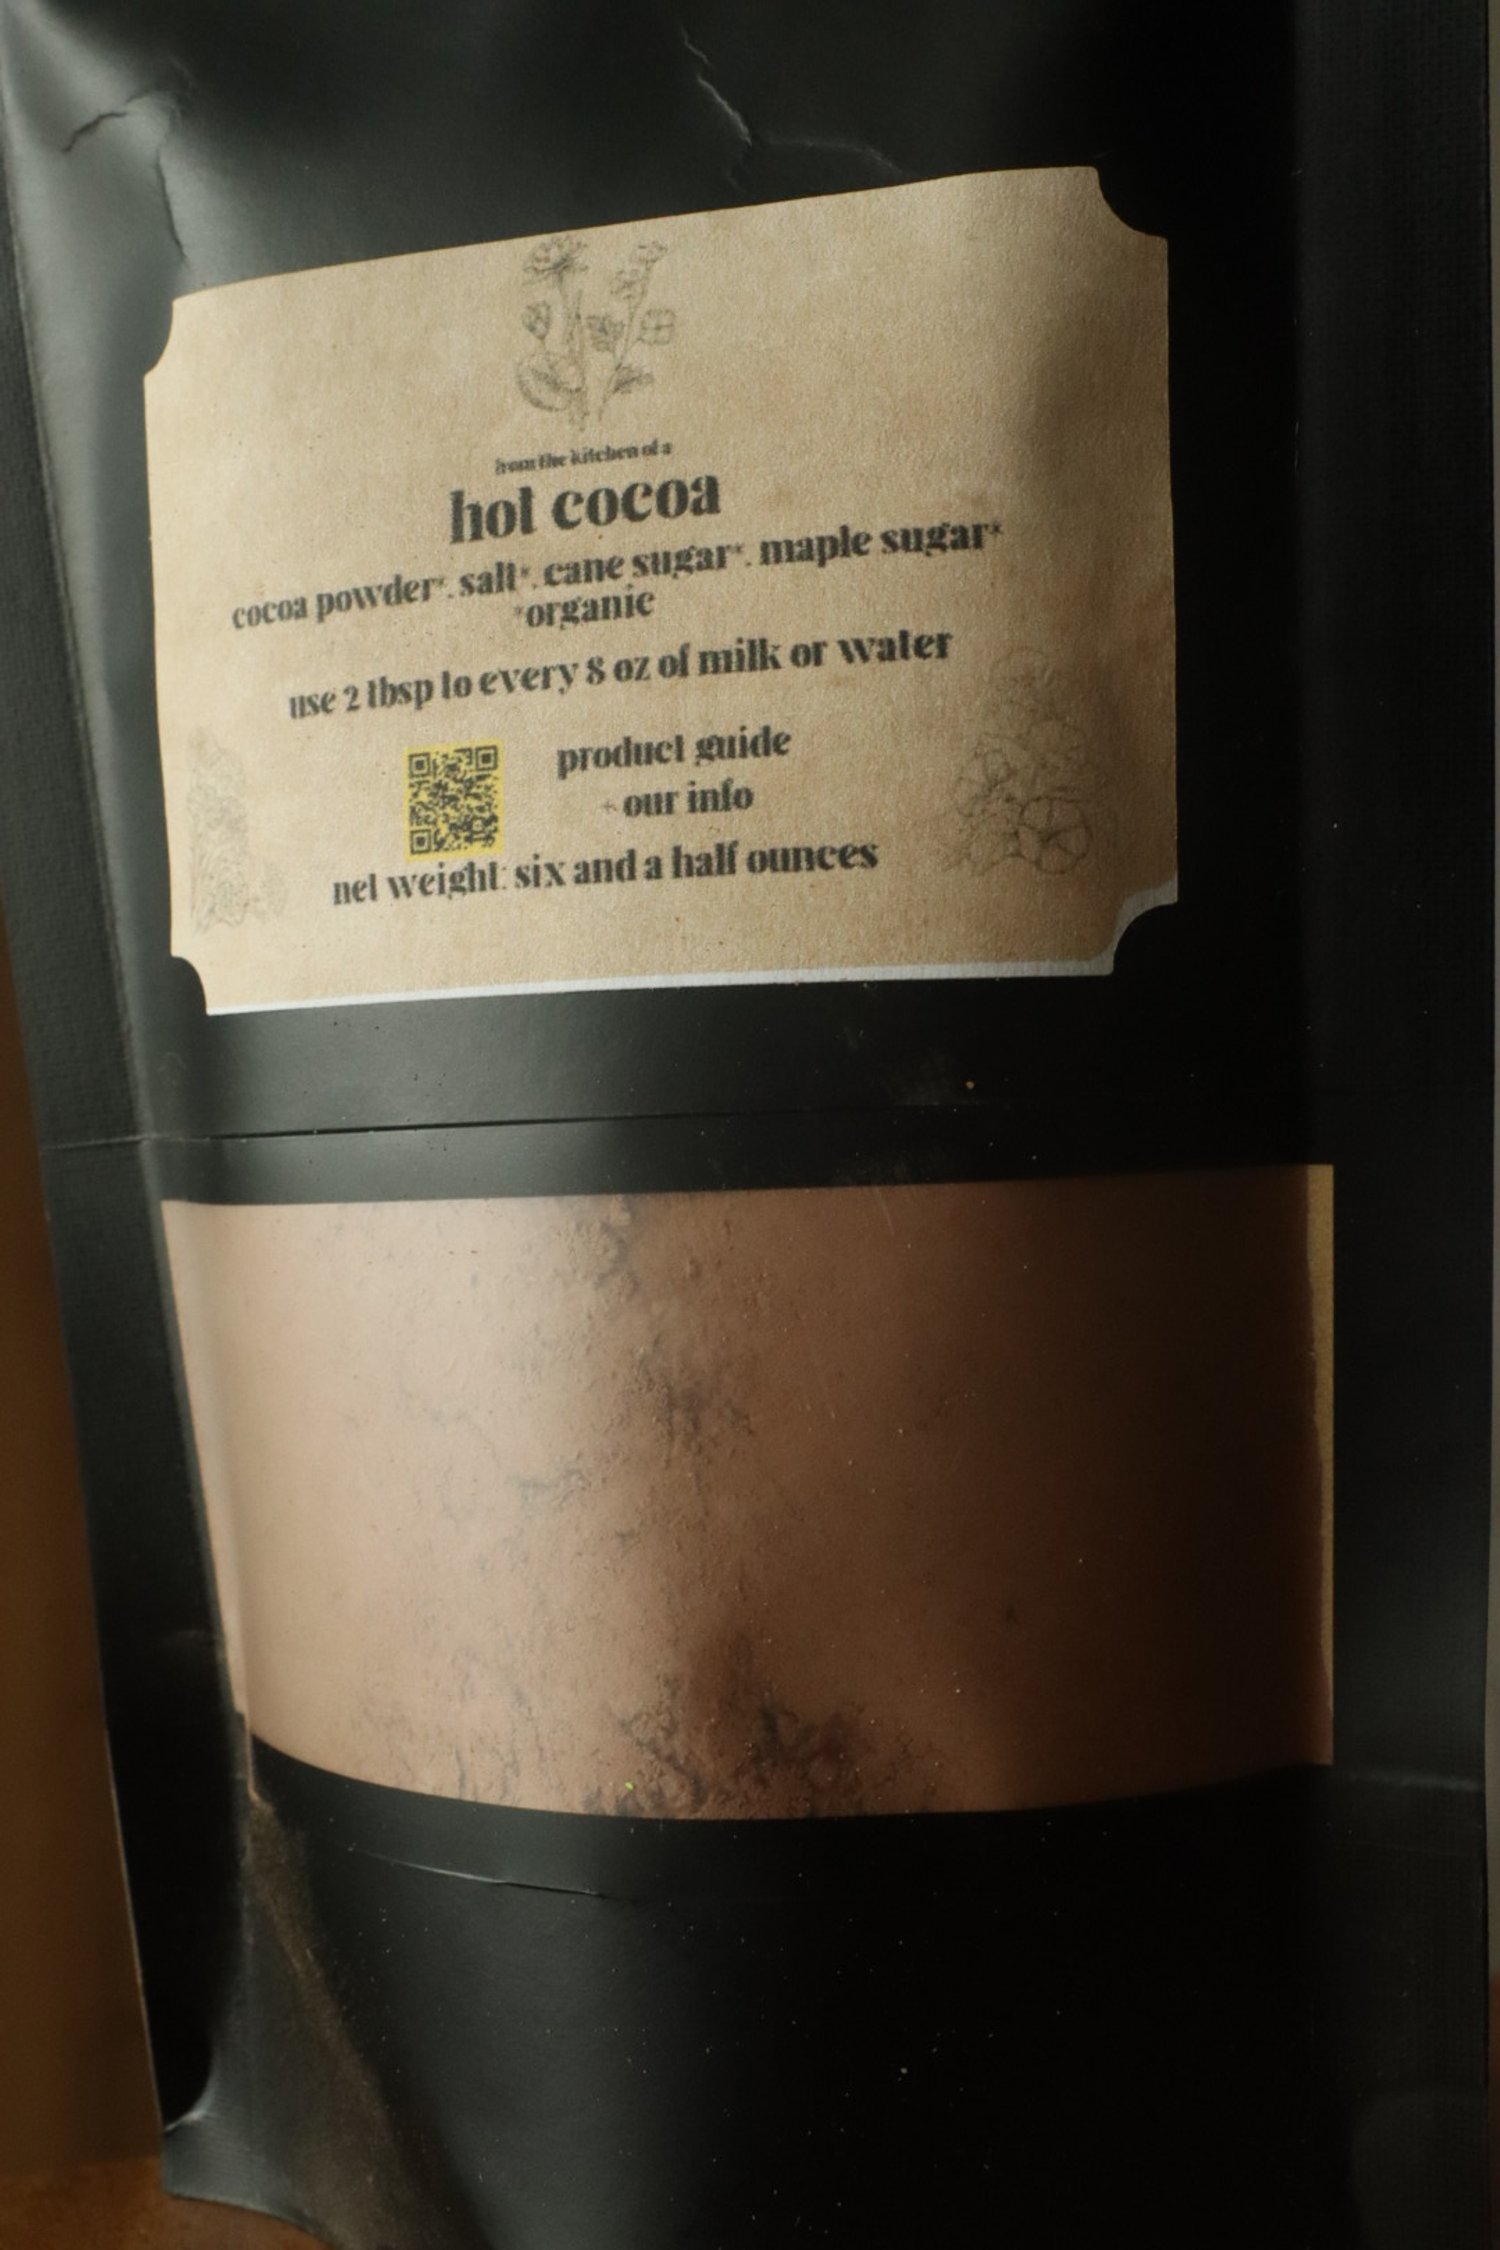 from the kitchen of a
hot cocoa
cocoa powder*, salt*, cane sugar*, maple sugar*
*organic
use 2 tbsp to every 8 oz of milk or water
product guide
+ our info
net weight: six and a half ounces